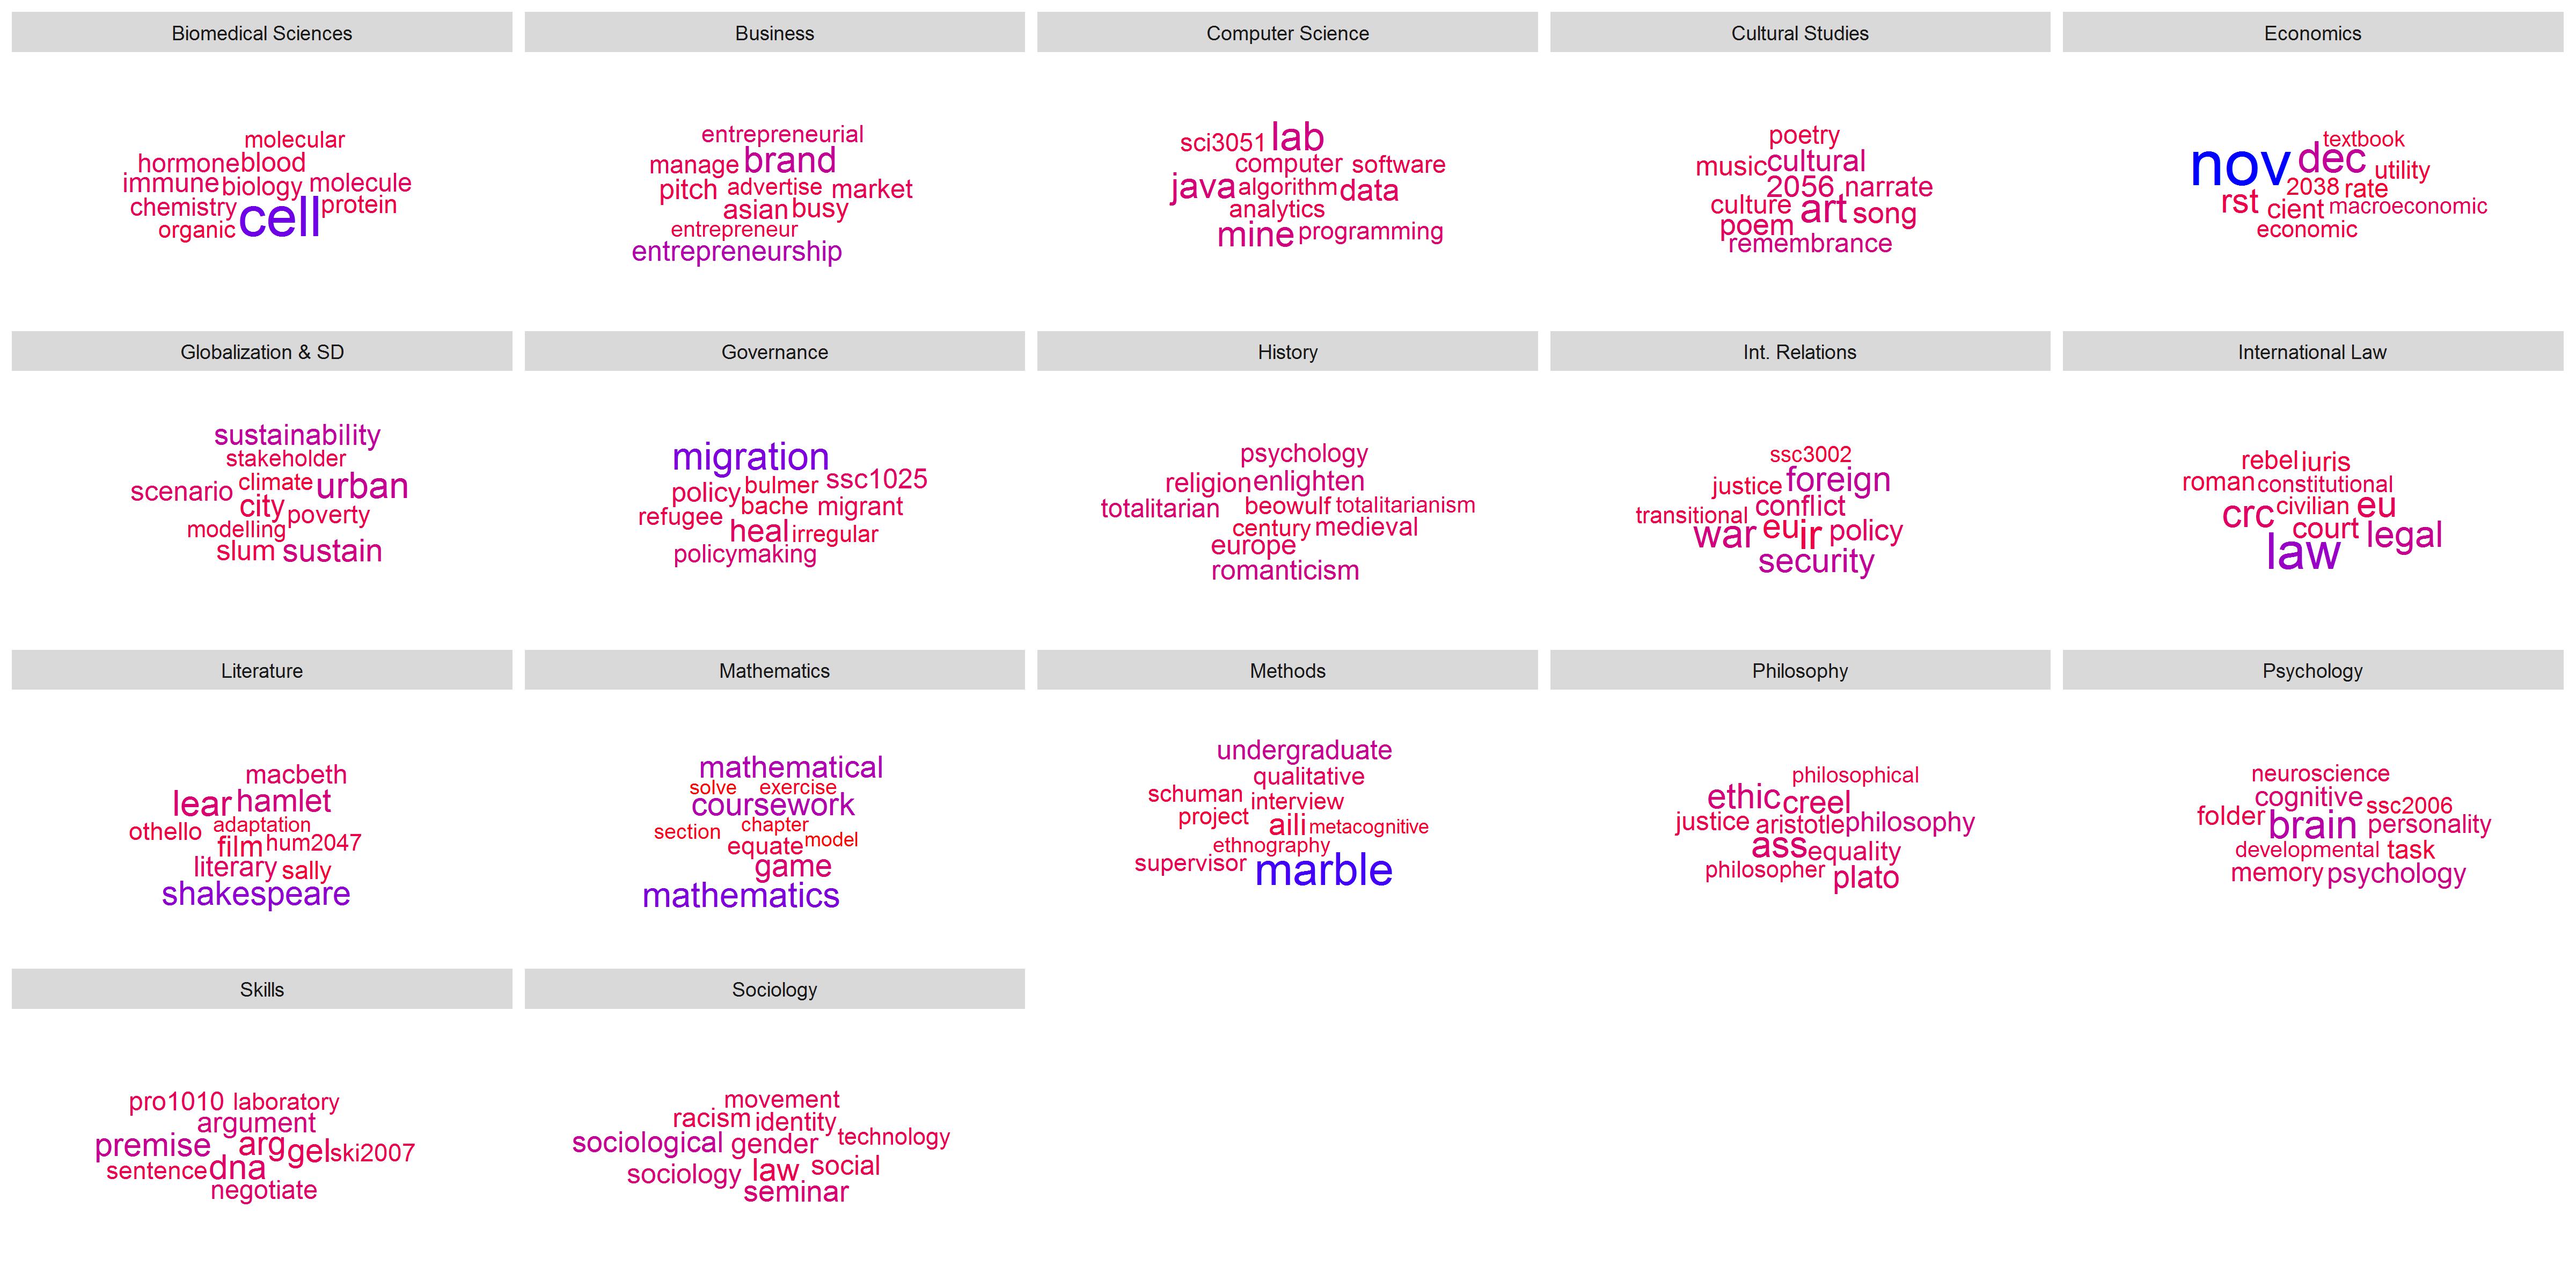 Biomedical Sciences
molecular
hormone blood
immune biology molecule
chemistry cell protein
organic
Business
entrepreneurial
manage brand
pitch advertise market
asian busy
entrepreneur
entrepreneurship
Computer Science
sci3051 lab
computer software
java algorithm data
analytics
mine programming
Cultural Studies
poetry
music cultural
2056 narrate
culture art song
poem
remembrance
Economics
textbook
nov dec utility
2038 rate
rst cient macroeconomic
economic
Globalization & SD
sustainability
stakeholder
scenario climate urban
city poverty
modelling
slum sustain
Governance
migration
policy bulmer ssc1025
refugee bache migrant
heal irregular
policymaking
History
psychology
religion enlighten
totalitarian beowulf totalitarianism
century medieval
europe
romanticism
Int. Relations
ssc3002
justice foreign
transitional conflict
war eu ir policy
security
International Law
rebel iuris
roman constitutional
crc civilian eu
court legal
law
Literature
macbeth
lear hamlet
othello adaptation
film hum2047
literary sally
shakespeare
Mathematics
mathematical
solve exercise
coursework
section chapter
equate model
game
mathematics
Methods
undergraduate
qualitative
schuman interview
project aili metacognitive
ethnography
supervisor marble
Philosophy
philosophical
ethic creel
justice aristotle philosophy
ass equality
philosopher plato
Psychology
neuroscience
cognitive ssc2006
folder brain personality
developmental task
memory psychology
Skills
pro1010 laboratory
argument
premise arg gel ski2007
sentence dna
negotiate
Sociology
movement
racism identity
sociological gender technology
sociology law social
seminar